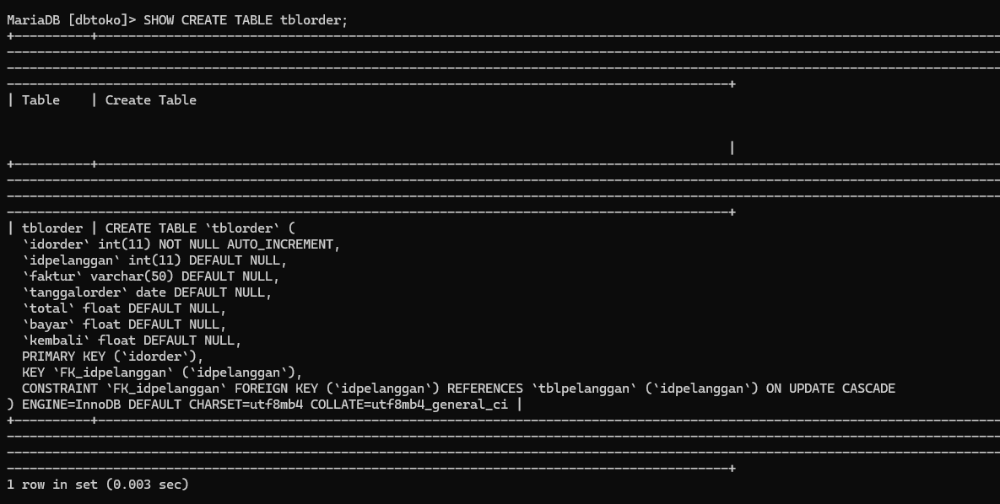 MariaDB [dbtoko]> SHOW CREATE TABLE tblorder;
| Table    | Create Table
|
| tblorder | CREATE TABLE `tblorder` (
  `idorder` int(11) NOT NULL AUTO_INCREMENT,
  `idpelanggan` int(11) DEFAULT NULL,
  `faktur` varchar(50) DEFAULT NULL,
  `tanggalorder` date DEFAULT NULL,
  `total` float DEFAULT NULL,
  `bayar` float DEFAULT NULL,
  `kembali` float DEFAULT NULL,
  PRIMARY KEY (`idorder`),
  KEY `FK_idpelanggan` (`idpelanggan`),
  CONSTRAINT `FK_idpelanggan` FOREIGN KEY (`idpelanggan`) REFERENCES `tblpelanggan` (`idpelanggan`) ON UPDATE CASCADE
) ENGINE=InnoDB DEFAULT CHARSET=utf8mb4 COLLATE=utf8mb4_general_ci |
1 row in set (0.003 sec)